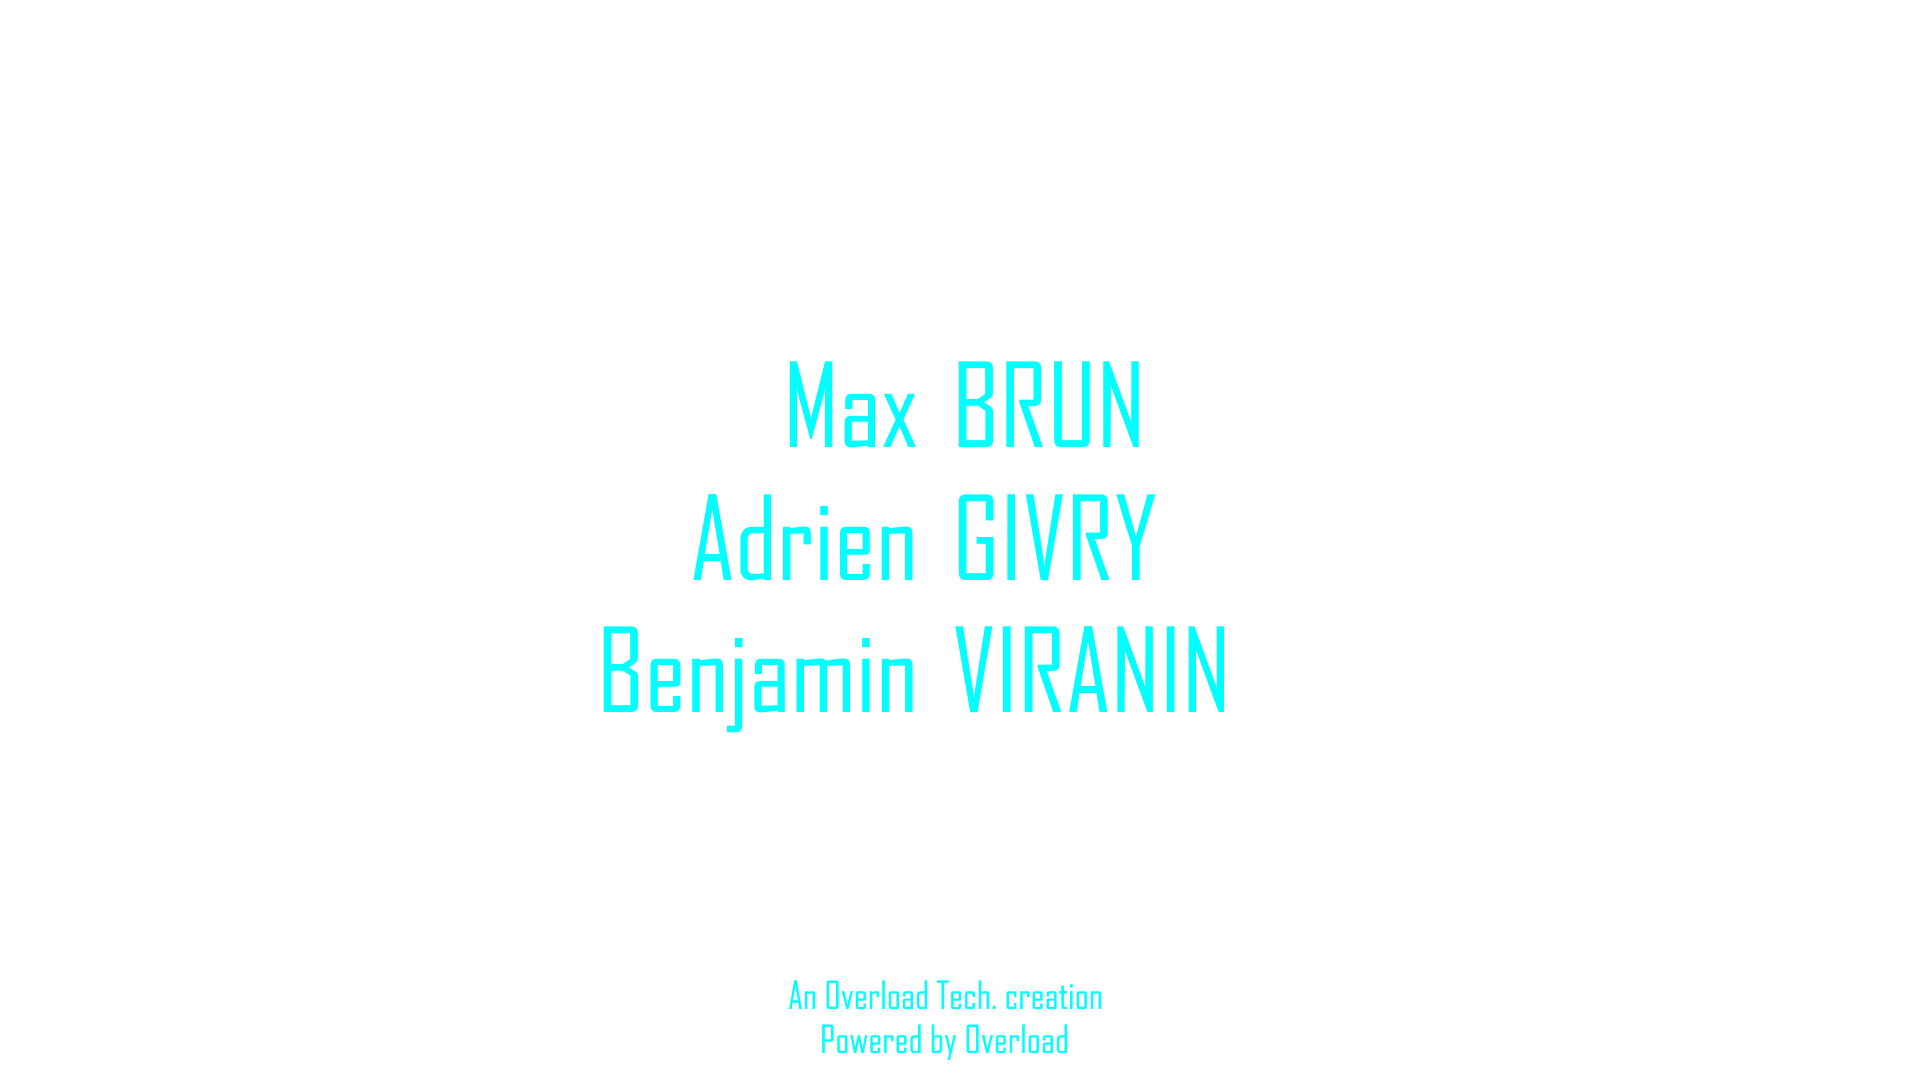 Max BRUN
Adrien GIVRY
Benjamin VIRANIN
An Overload Tech. creation
Powered by Overload